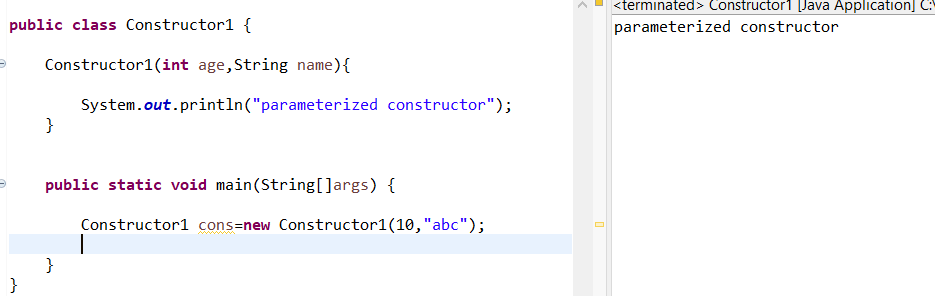 public class Constructor1 {
Constructor1(int age,String name){
System.out.println("parameterized constructor");
}
public static void main(String[]args) {
Constructor1 cons=new Constructor1(10,"abc");
}
}
<terminated> Constructor1 [Java Application] C:\
parameterized constructor